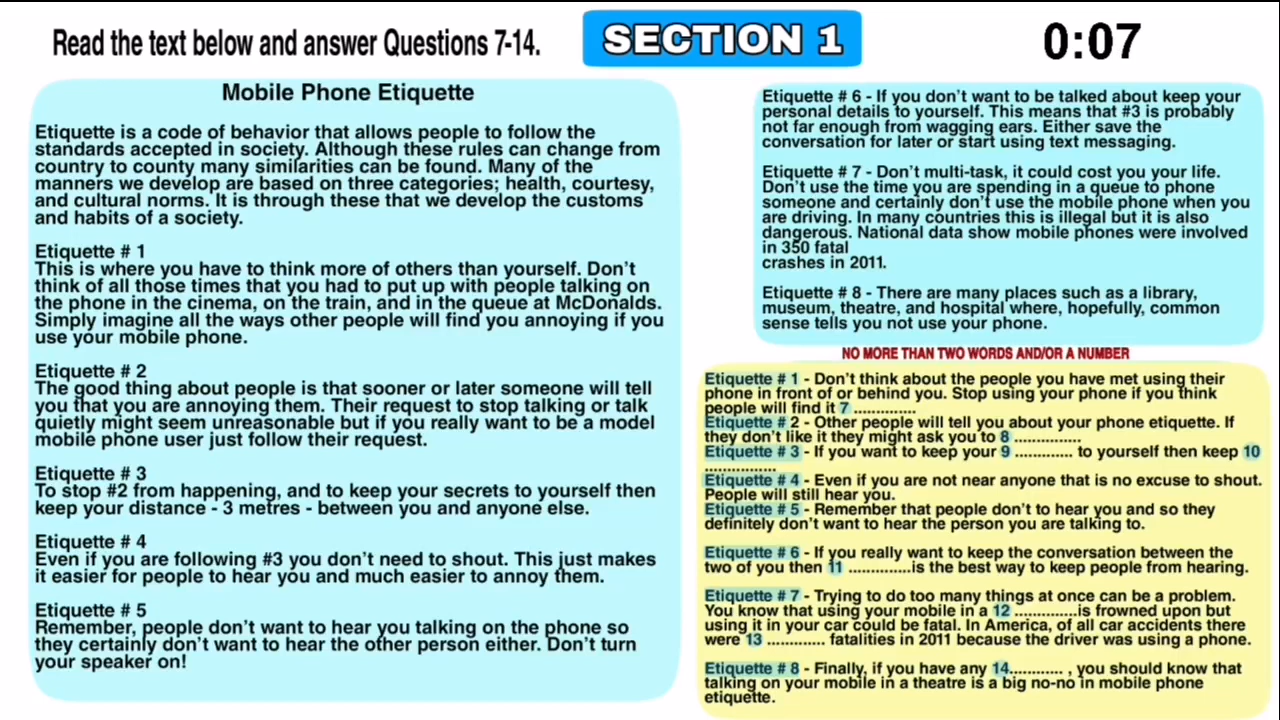 Read the text below and answer Questions 7-14.
SECTION 1
0:07
Mobile Phone Etiquette
Etiquette is a code of behavior that allows people to follow the
standards accepted in society. Although these rules can change from
country to county many similarities can be found. Many of the
manners we develop are based on three categories; health, courtesy,
and cultural norms. It is through these that we develop the customs
and habits of a society.
Etiquette # 1
This is where you have to think more of others than yourself. Don't
think of all those times that you had to put up with people talking on
the phone in the cinema, on the train, and in the queue at McDonalds.
Simply imagine all the ways other people will find you annoying if you
use your mobile phone.
Etiquette # 2
The good thing about people is that sooner or later someone will tell
you that you are annoying them. Their request to stop talking or talk
quietly might seem unreasonable but if you really want to be a model
mobile phone user just follow their request.
Etiquette # 3
To stop #2 from happening, and to keep your secrets to yourself then
keep your distance - 3 metres - between you and anyone else.
Etiquette # 4
Even if you are following #3 you don't need to shout. This just makes
it easier for people to hear you and much easier to annoy them.
Etiquette # 5
Remember, people don't want to hear you talking on the phone so
they certainly don't want to hear the other person either. Don't turn
your speaker on!
Etiquette # 6 - If you don't want to be talked about keep your
personal details to yourself. This means that #3 is probably
not far enough from wagging ears. Either save the
conversation for later or start using text messaging.
Etiquette # 7 - Don't multi-task, it could cost you your life.
Don't use the time you are spending in a queue to phone
someone and certainly don't use the mobile phone when you
are driving. In many countries this is illegal but it is also
dangerous. National data show mobile phones were involved
in 350 fatal
crashes in 2011.
Etiquette # 8 - There are many places such as a library,
museum, theatre, and hospital where, hopefully, common
sense tells you not use your phone.
NO MORE THAN TWO WORDS AND/OR A NUMBER
Etiquette # 1 - Don't think about the people you have met using their
phone in front of or behind you. Stop using your phone if you think
people will find it 7 ..............
Etiquette # 2 - Other people will tell you about your phone etiquette. If
they don't like it they might ask you to 8 ...............
Etiquette # 3 - If you want to keep your 9 ............. to yourself then keep 10
................
Etiquette # 4 - Even if you are not near anyone that is no excuse to shout.
People will still hear you.
Etiquette # 5 - Remember that people don't to hear you and so they
definitely don't want to hear the person you are talking to.
Etiquette # 6 - If you really want to keep the conversation between the
two of you then 11 ..............is the best way to keep people from hearing.
Etiquette # 7 - Trying to do too many things at once can be a problem.
You know that using your mobile in a 12 ..............is frowned upon but
using it in your car could be fatal. In America, of all car accidents there
were 13 ............. fatalities in 2011 because the driver was using a phone.
Etiquette # 8 - Finally, if you have any 14............ , you should know that
talking on your mobile in a theatre is a big no-no in mobile phone
etiquette.